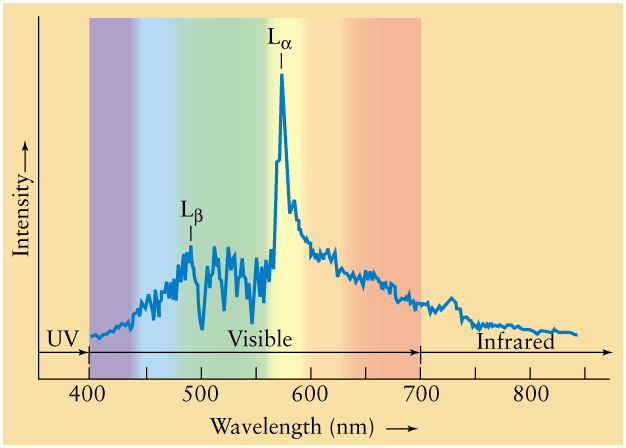 Lα
Lβ
Intensity→
UV
Visible
Infrared
400
500
600
700
800
Wavelength (nm) →